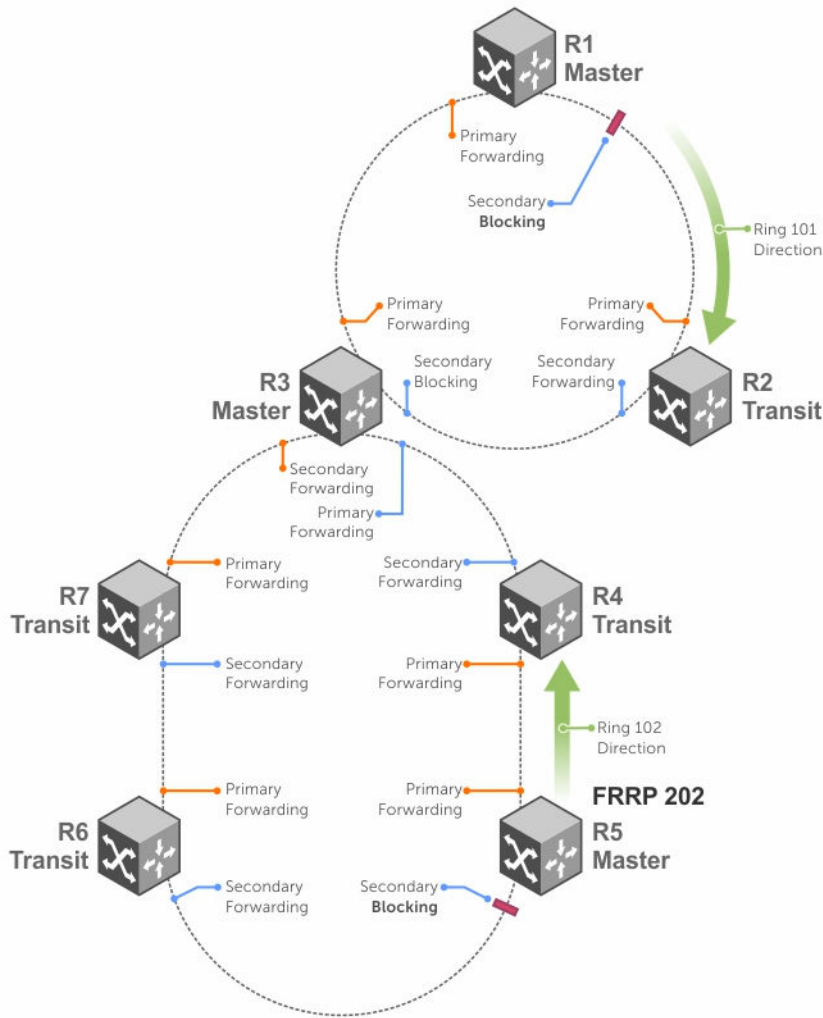 R1
Master
Primary
Forwarding
Secondary
Blocking
Ring 101
Direction
Primary
Forwarding
Primary
Forwarding
R3
Master
Secondary
Blocking
Secondary
Forwarding
R2
Transit
Secondary
Forwarding
Primary
Forwarding
R7
Transit
Primary
Forwarding
Secondary
Forwarding
R4
Transit
Secondary
Forwarding
Primary
Forwarding
Ring 102
Direction
Primary
Forwarding
Primary
Forwarding
FRRP 202
R6
Transit
R5
Master
Secondary
Forwarding
Secondary
Blocking